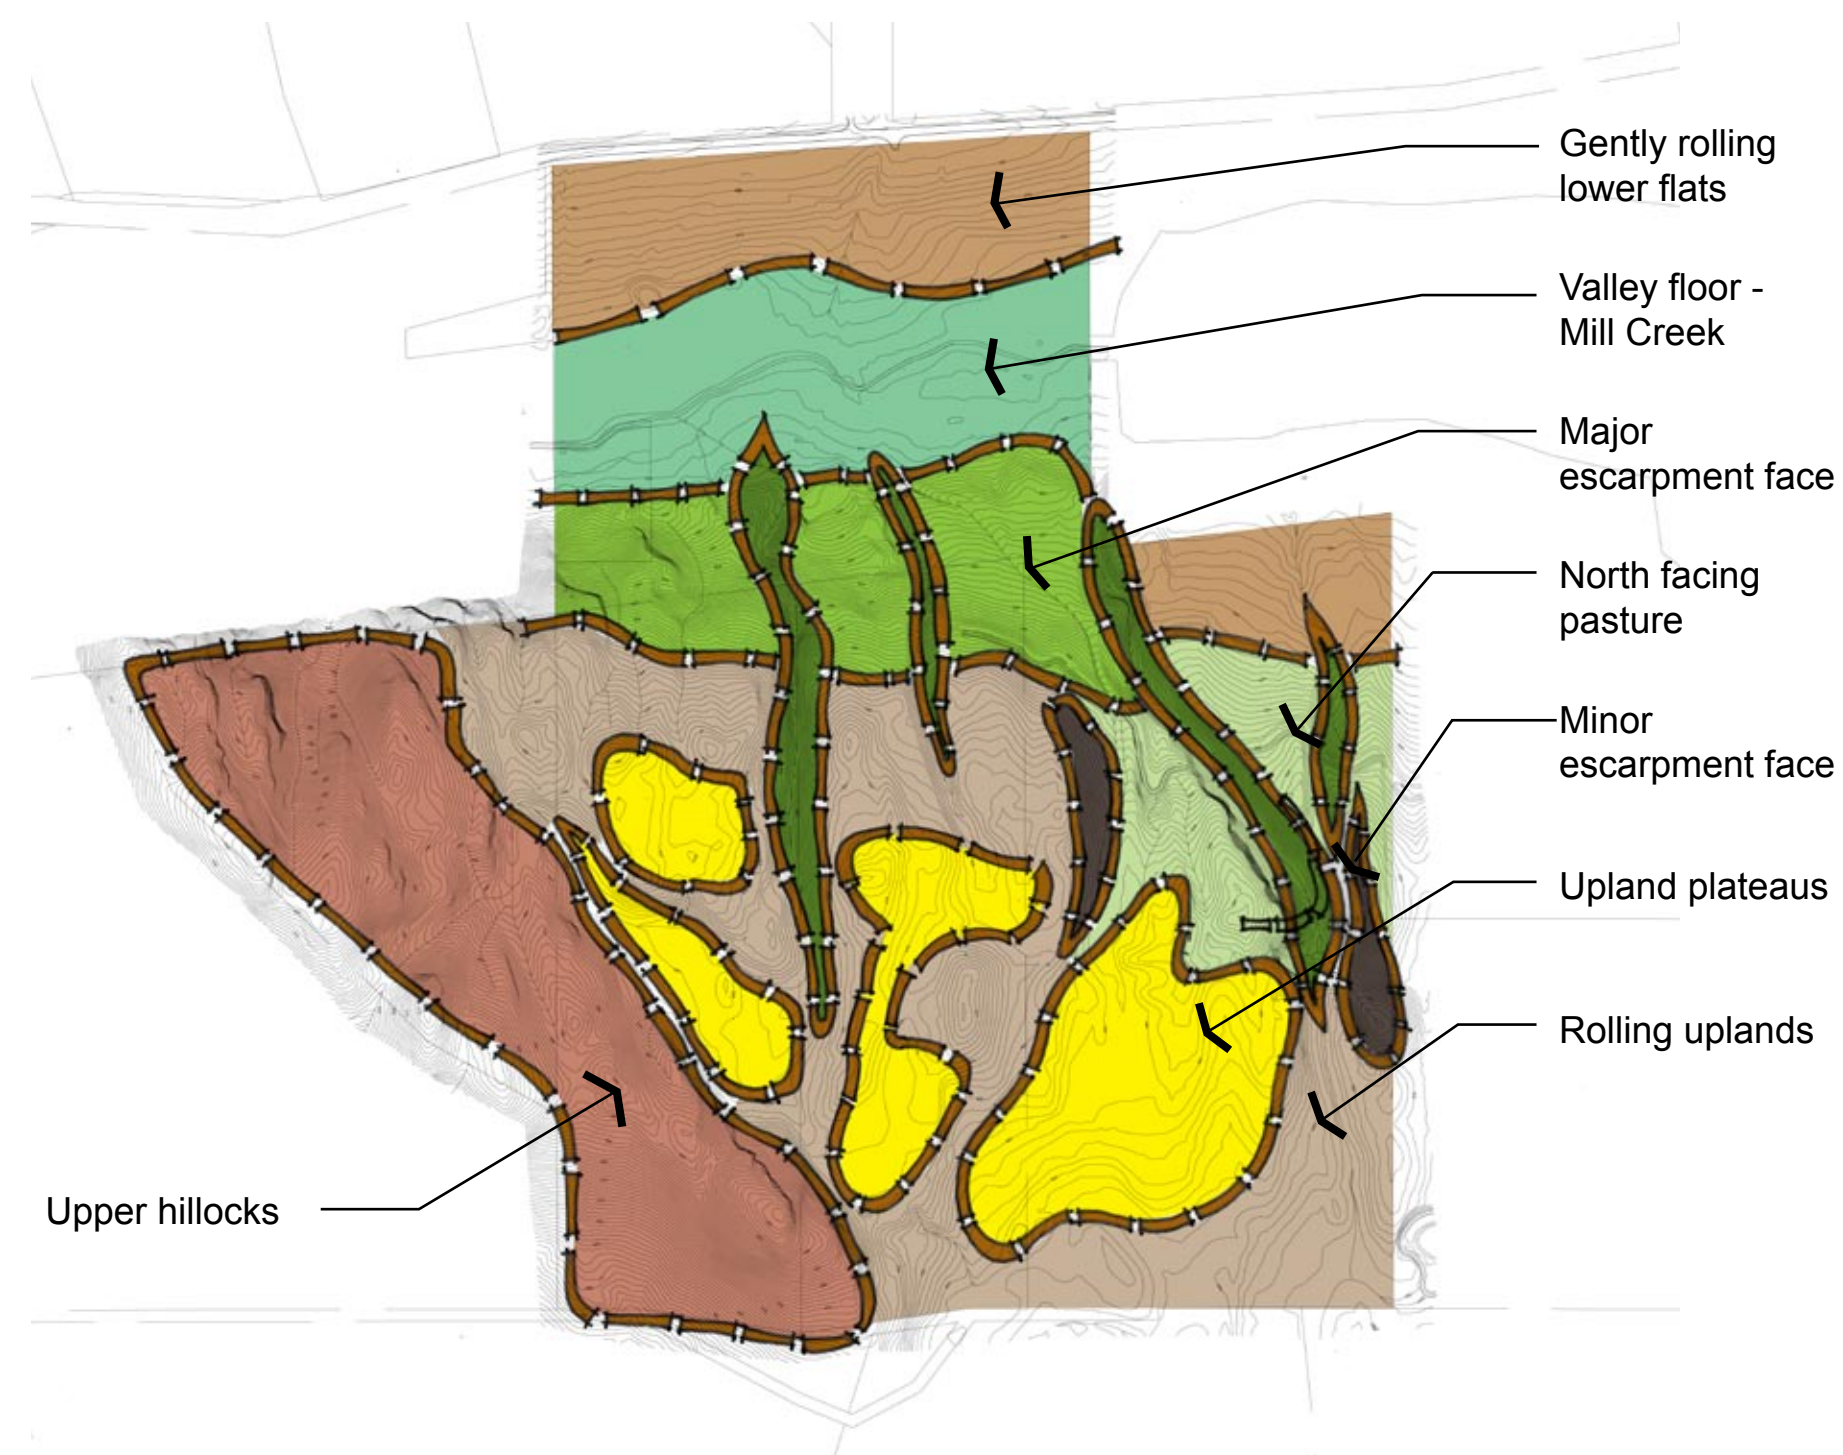 Gently rolling
lower flats
Valley floor -
Mill Creek
Major
escarpment face
North facing
pasture
Minor
escarpment face
Upland plateaus
Rolling uplands
Upper hillocks